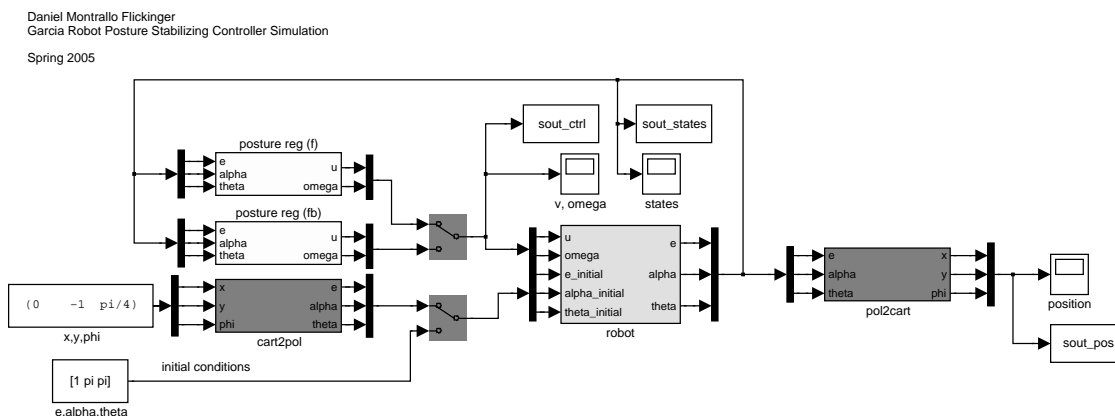 Daniel Montrallo Flickinger
Garcia Robot Posture Stabilizing Controller Simulation
Spring 2005
sout_ctrl
sout_states
posture reg (f)
e
alpha
theta
u
omega
v, omega
states
posture reg (fb)
e
alpha
theta
u
omega
u
omega
e_initial
alpha_initial
theta_initial
e
alpha
theta
robot
e
alpha
theta
x
y
phi
pol2cart
position
(0 -1 pi/4)
x,y,phi
x
y
phi
e
alpha
theta
cart2pol
sout_pos
initial conditions
[1 pi pi]
e,alpha,theta